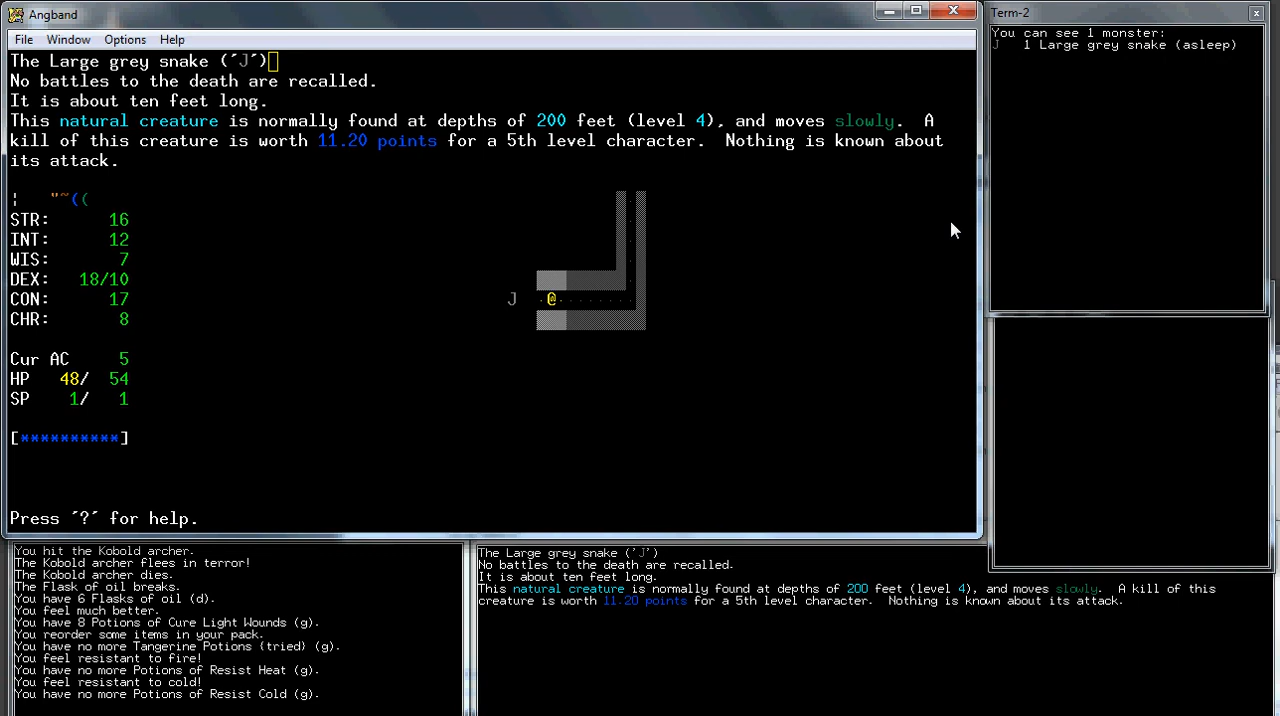 Angband
File Window Options Help
The Large grey snake ('J')
No battles to the death are recalled.
It is about ten feet long.
This natural creature is normally found at depths of 200 feet (level 4), and moves slowly. A
kill of this creature is worth 11.20 points for a 5th level character. Nothing is known about
its attack.
¦ "~((
STR: 16
INT: 12
WIS: 7
DEX: 18/10
CON: 17
CHR: 8
J .@.......
Cur AC 5
HP 48/ 54
SP 1/ 1
[**********]
Press '?' for help.
Term-2
You can see 1 monster:
J 1 Large grey snake (asleep)
You hit the Kobold archer.
The Kobold archer flees in terror!
The Kobold archer dies.
The Flask of oil breaks.
You have 6 Flasks of oil (d).
You feel much better.
You have 8 Potions of Cure Light Wounds (g).
You reorder some items in your pack.
You have no more Tangerine Potions {tried} (g).
You feel resistant to fire!
You have no more Potions of Resist Heat (g).
You feel resistant to cold!
You have no more Potions of Resist Cold (g).
The Large grey snake ('J')
No battles to the death are recalled.
It is about ten feet long.
This natural creature is normally found at depths of 200 feet (level 4), and moves slowly. A kill of this
creature is worth 11.20 points for a 5th level character. Nothing is known about its attack.